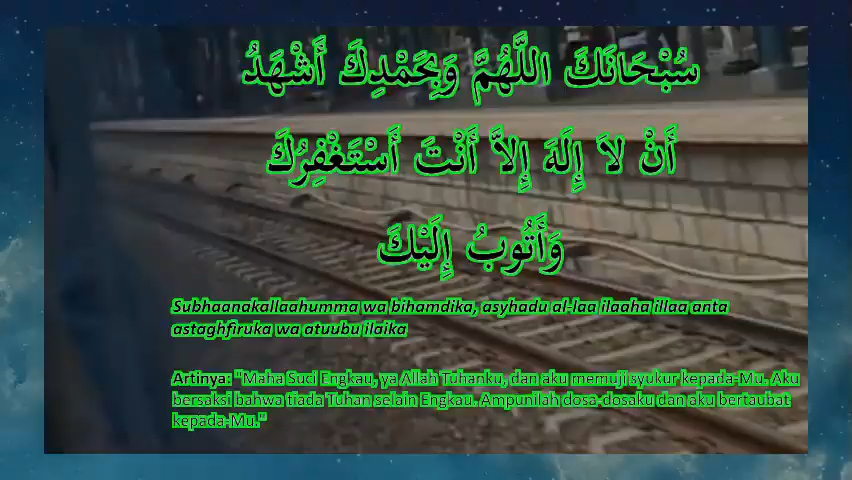 سُبْحَانَكَ اللَّهُمَّ وَبِحَمْدِكَ أَشْهَدُ
أَنْ لاَ إِلَهَ إِلاَّ أَنْتَ أَسْتَغْفِرُكَ
وَأَتُوبُ إِلَيْكَ
Subhaanakallaahumma wa bihamdika, asyhadu al-laa ilaaha illaa anta
astaghfiruka wa atuubu ilaika
Artinya: "Maha Suci Engkau, ya Allah Tuhanku, dan aku memuji syukur kepada-Mu. Aku
bersaksi bahwa tiada Tuhan selain Engkau. Ampunilah dosa-dosaku dan aku bertaubat
kepada-Mu."